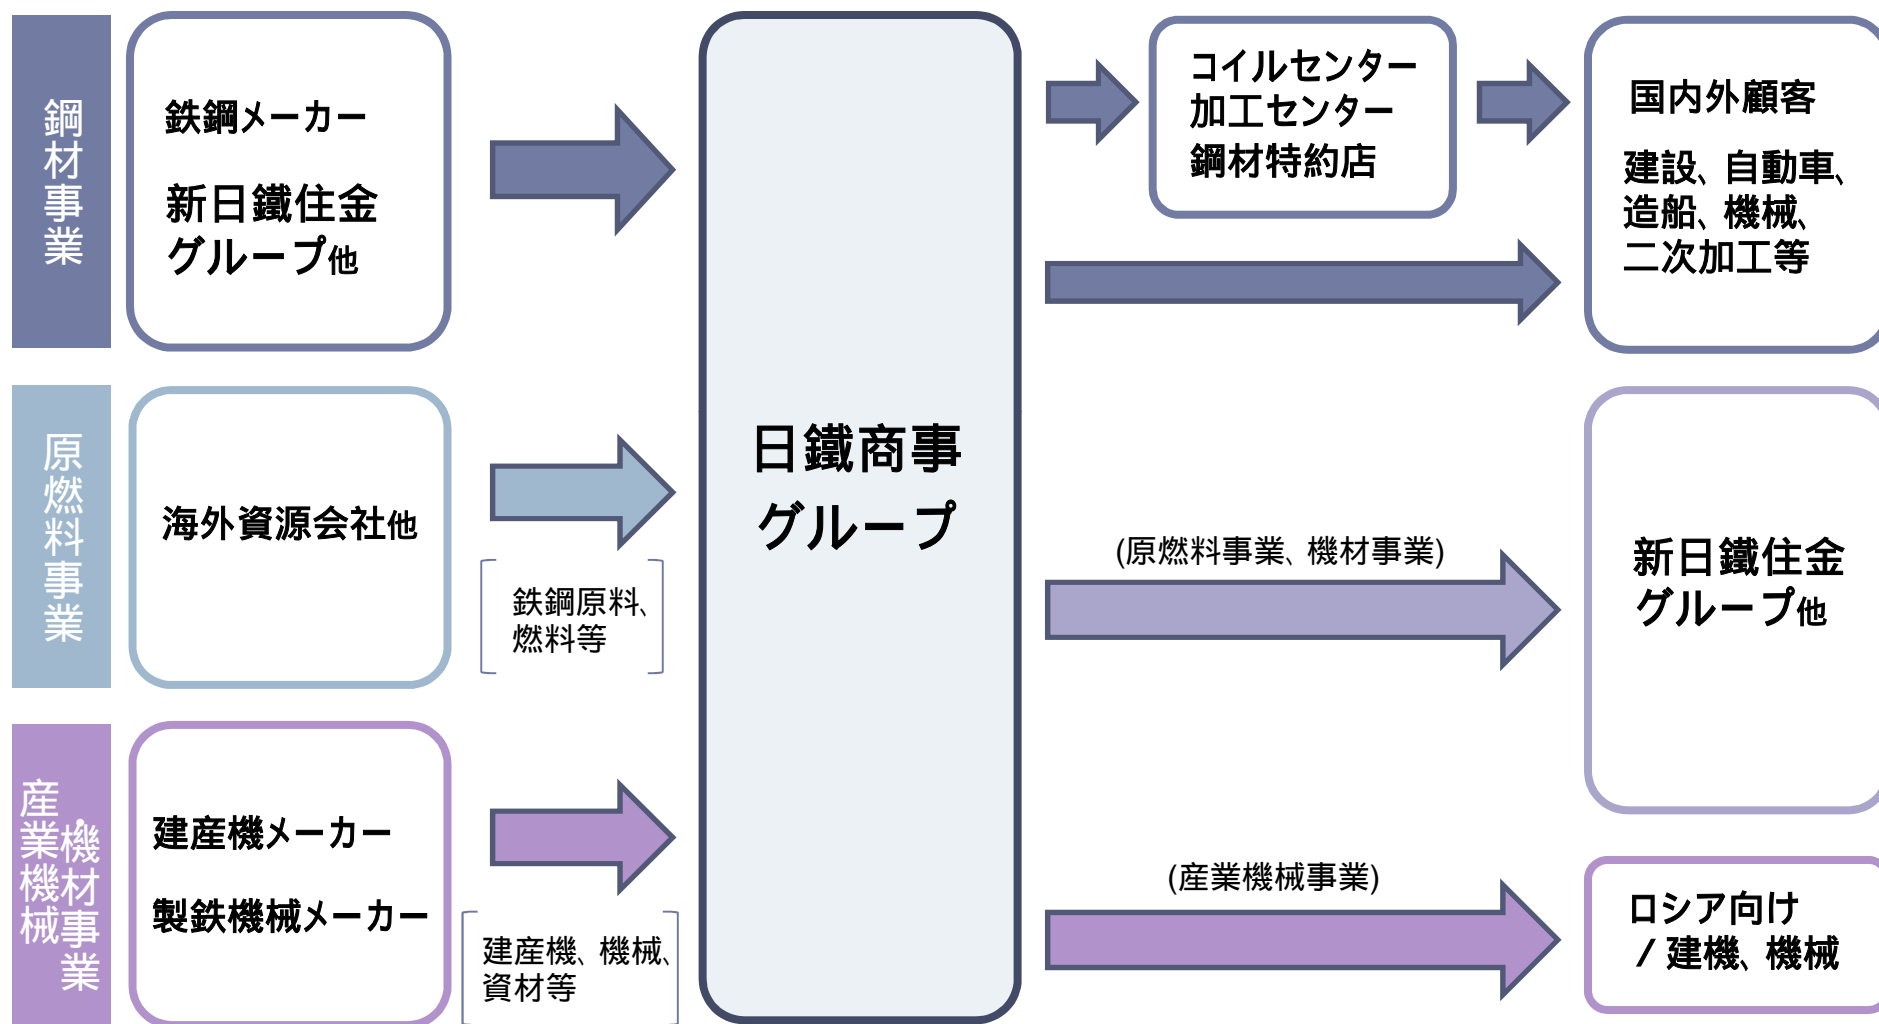 鋼材事業
鉄鋼メーカー
新日鐵住金
グループ他
コイルセンター
加工センター
鋼材特約店
国内外顧客
建設、自動車、
造船、機械、
二次加工等
原燃料事業
海外資源会社他
鉄鋼原料、
燃料等
日鐵商事
グループ
(原燃料事業、機材事業)
新日鐵住金
グループ他
産業機械
・機材事業
建産機メーカー
製鉄機械メーカー
建産機、機械、
資材等
(産業機械事業)
ロシア向け
/ 建機、機械